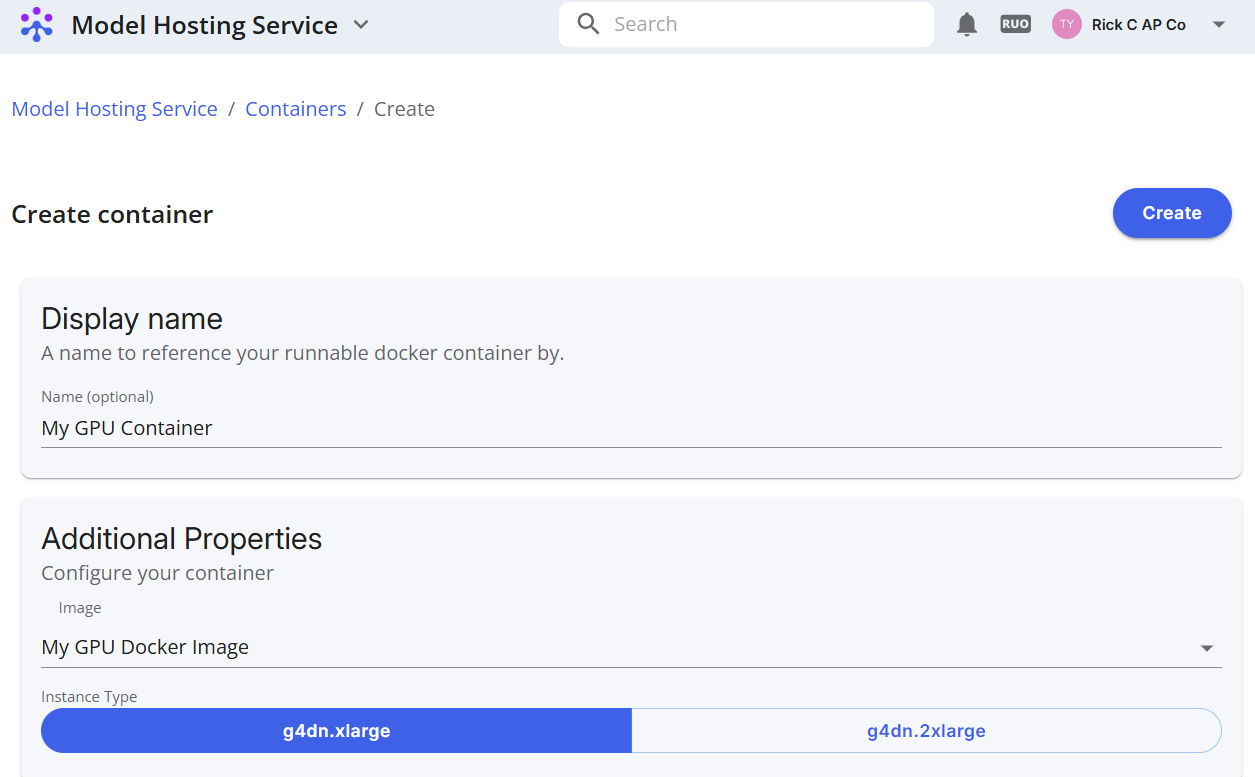 Model Hosting Service
Search
RUO
TY
Rick C AP Co
Model Hosting Service / Containers / Create
Create container
Create
Display name
A name to reference your runnable docker container by.
Name (optional)
My GPU Container
Additional Properties
Configure your container
Image
My GPU Docker Image
Instance Type
g4dn.xlarge
g4dn.2xlarge